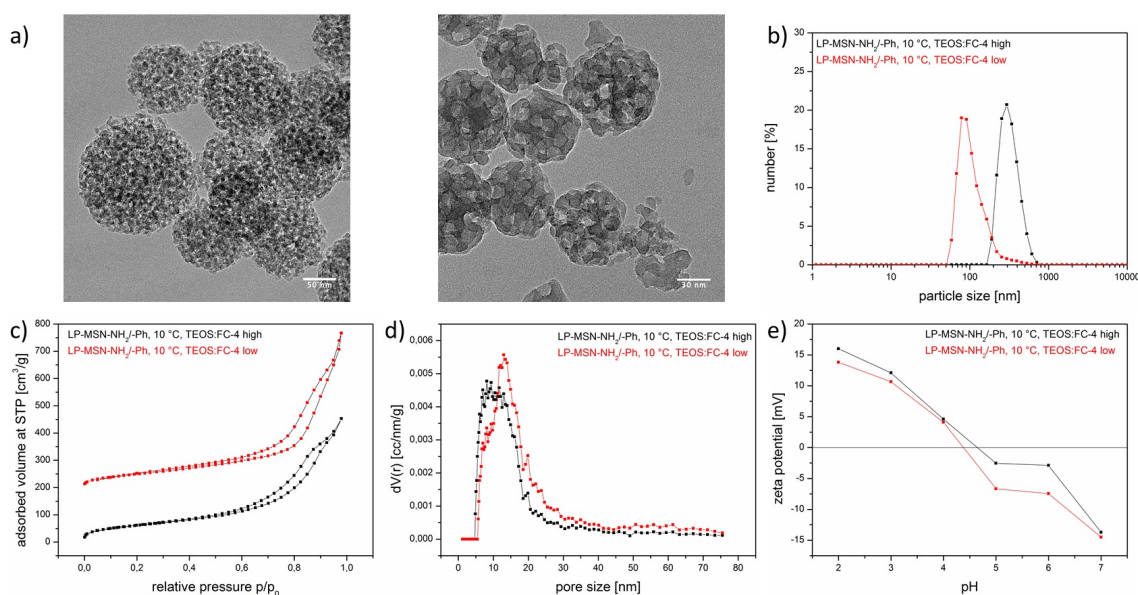 a)
50 nm
30 nm
b)
LP-MSN-NH2/-Ph, 10 °C, TEOS:FC-4 high
LP-MSN-NH2/-Ph, 10 °C, TEOS:FC-4 low
number [%]
30
25
20
15
10
5
0
1 10 100 1000 10000
particle size [nm]
c)
LP-MSN-NH2/-Ph, 10 °C, TEOS:FC-4 high
LP-MSN-NH2/-Ph, 10 °C, TEOS:FC-4 low
adsorbed volume at STP [cm³/g]
800
700
600
500
400
300
200
100
0
0,0 0,2 0,4 0,6 0,8 1,0
relative pressure p/p0
d)
LP-MSN-NH2/-Ph, 10 °C, TEOS:FC-4 high
LP-MSN-NH2/-Ph, 10 °C, TEOS:FC-4 low
dV(r) [cc/nm/g]
0,006
0,005
0,004
0,003
0,002
0,001
0,000
0 10 20 30 40 50 60 70 80
pore size [nm]
e)
LP-MSN-NH2/-Ph, 10 °C, TEOS:FC-4 high
LP-MSN-NH2/-Ph, 10 °C, TEOS:FC-4 low
zeta potential [mV]
20
15
10
5
0
-5
-10
-15
2 3 4 5 6 7
pH